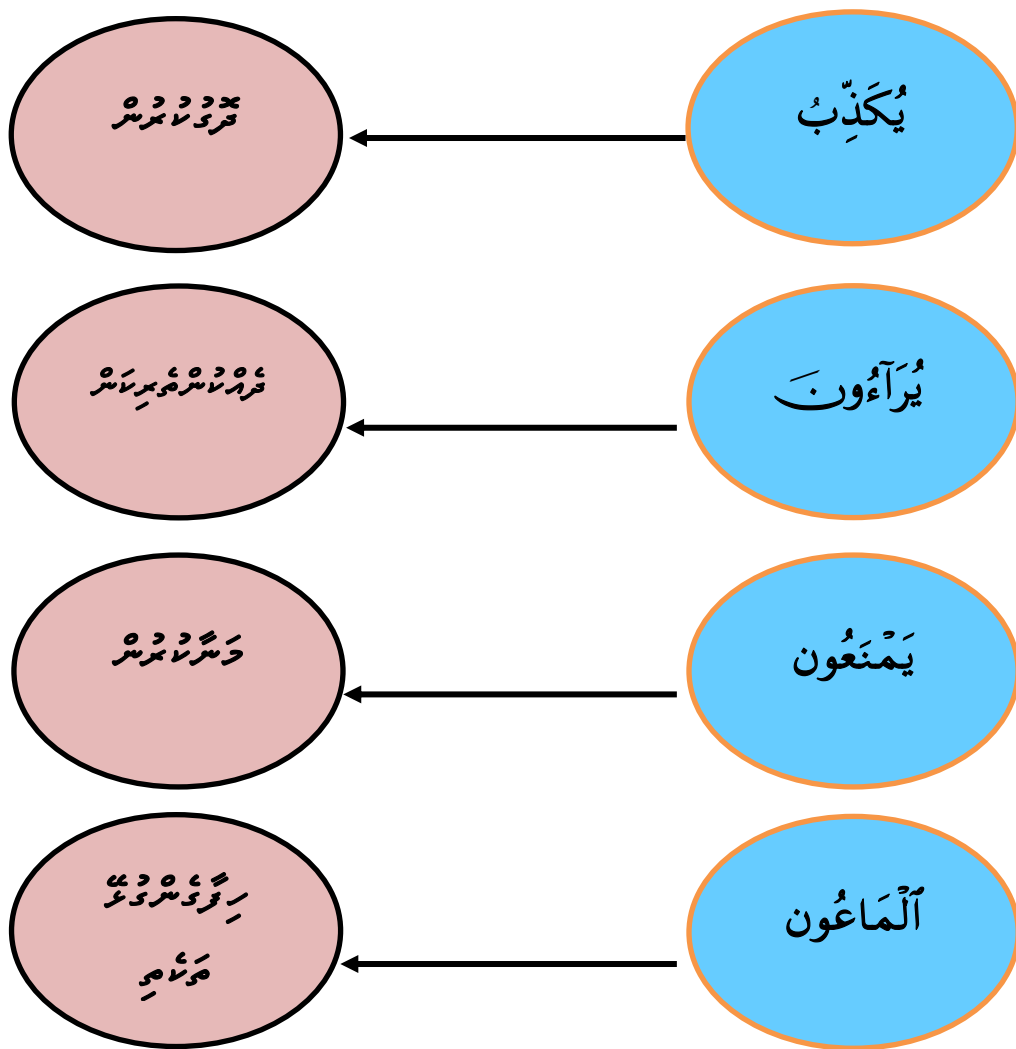 يُكَذِّبُ
ދޮގުކުރުން
يُرَآءُونَ
ދެއްކުންތެރިކަން
يَمْنَعُون
މަނާކުރުން
ٱلْمَاعُون
ހިފާގެންގުޅޭ
ތަކެތި